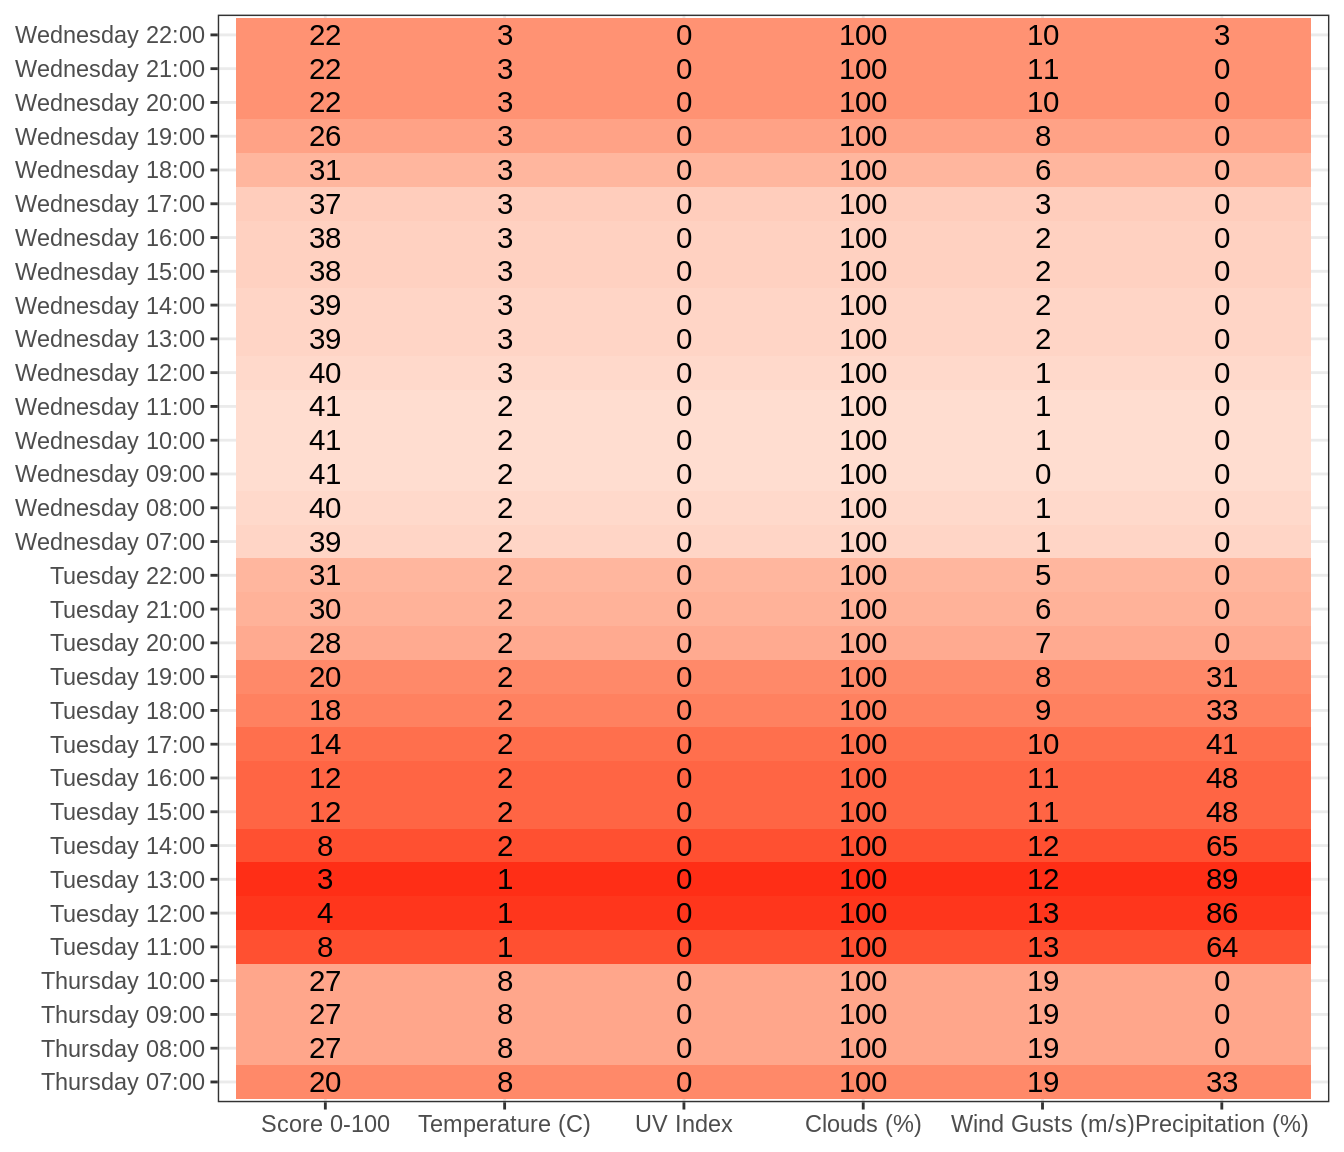 Wednesday 22:00 22 3 0 100 10 3
Wednesday 21:00 22 3 0 100 11 0
Wednesday 20:00 22 3 0 100 10 0
Wednesday 19:00 26 3 0 100 8 0
Wednesday 18:00 31 3 0 100 6 0
Wednesday 17:00 37 3 0 100 3 0
Wednesday 16:00 38 3 0 100 2 0
Wednesday 15:00 38 3 0 100 2 0
Wednesday 14:00 39 3 0 100 2 0
Wednesday 13:00 39 3 0 100 2 0
Wednesday 12:00 40 3 0 100 1 0
Wednesday 11:00 41 2 0 100 1 0
Wednesday 10:00 41 2 0 100 1 0
Wednesday 09:00 41 2 0 100 0 0
Wednesday 08:00 40 2 0 100 1 0
Wednesday 07:00 39 2 0 100 1 0
Tuesday 22:00 31 2 0 100 5 0
Tuesday 21:00 30 2 0 100 6 0
Tuesday 20:00 28 2 0 100 7 0
Tuesday 19:00 20 2 0 100 8 31
Tuesday 18:00 18 2 0 100 9 33
Tuesday 17:00 14 2 0 100 10 41
Tuesday 16:00 12 2 0 100 11 48
Tuesday 15:00 12 2 0 100 11 48
Tuesday 14:00 8 2 0 100 12 65
Tuesday 13:00 3 1 0 100 12 89
Tuesday 12:00 4 1 0 100 13 86
Tuesday 11:00 8 1 0 100 13 64
Thursday 10:00 27 8 0 100 19 0
Thursday 09:00 27 8 0 100 19 0
Thursday 08:00 27 8 0 100 19 0
Thursday 07:00 20 8 0 100 19 33
Score 0-100 Temperature (C) UV Index Clouds (%) Wind Gusts (m/s) Precipitation (%)